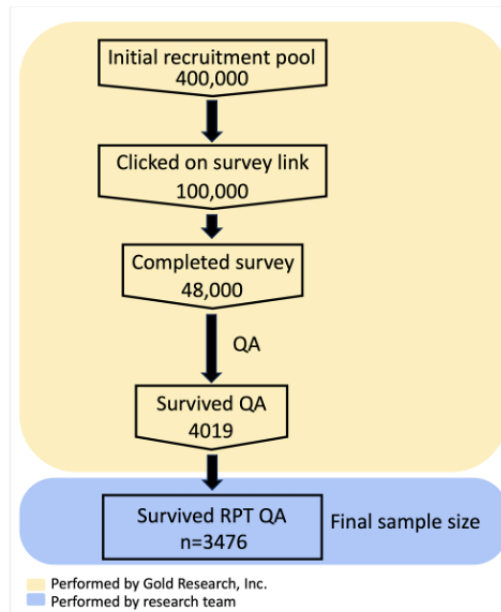 Initial recruitment pool
400,000
Clicked on survey link
100,000
Completed survey
48,000
QA
Survived QA
4019
Survived RPT QA
n=3476
Final sample size
Performed by Gold Research, Inc.
Performed by research team